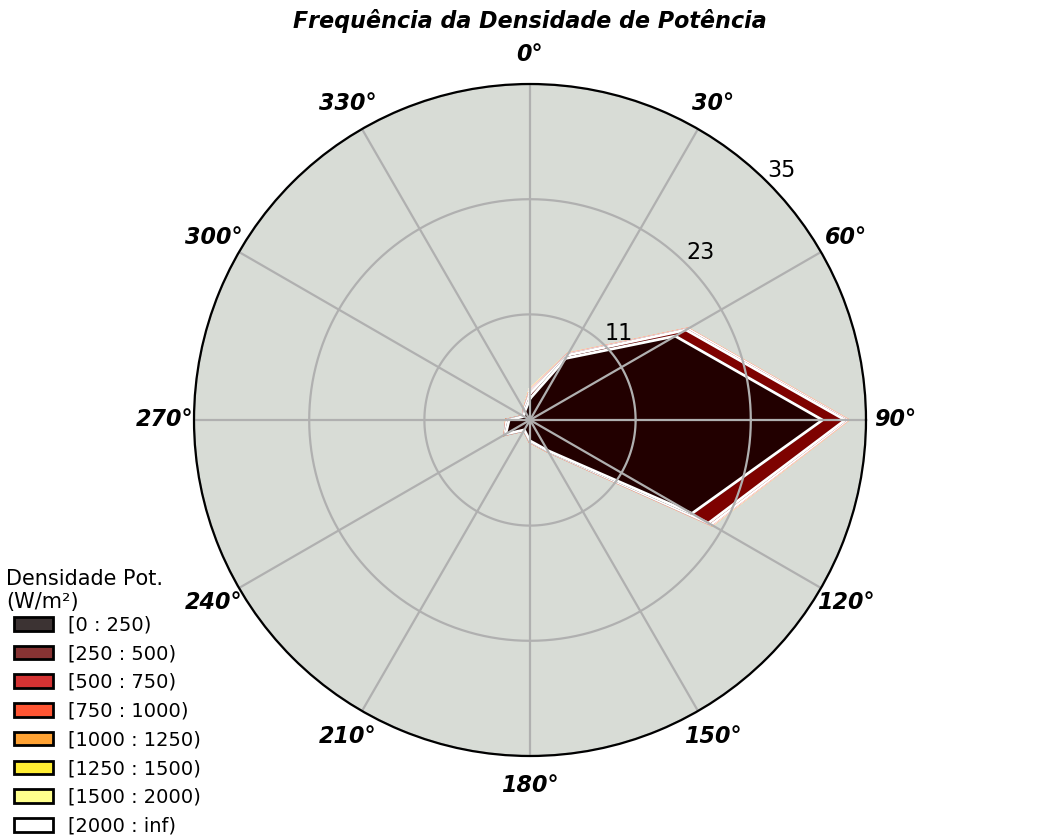 Frequência da Densidade de Potência
0°
330°
30°
35
300°
60°
23
11
270°
90°
Densidade Pot.
(W/m²)
240°
120°
[0 : 250)
[250 : 500)
[500 : 750)
[750 : 1000)
210°
150°
[1000 : 1250)
[1250 : 1500)
180°
[1500 : 2000)
[2000 : inf)